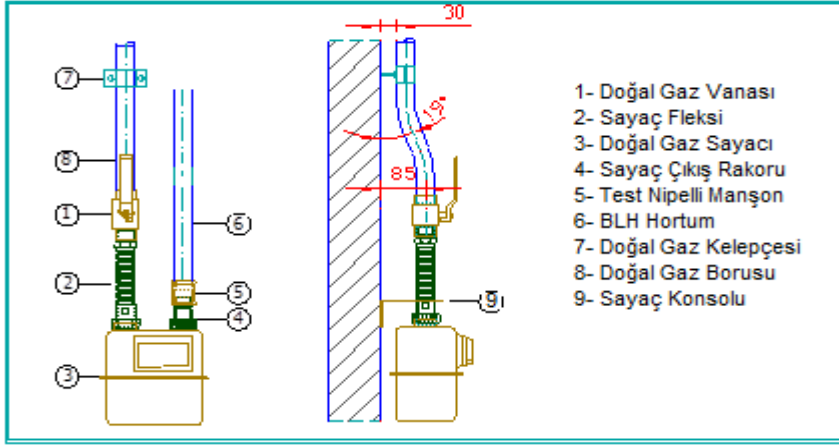 30
7
19°
8
85
1
6
2
5
9
4
3
1- Doğal Gaz Vanası
2- Sayaç Fleksi
3- Doğal Gaz Sayacı
4- Sayaç Çıkış Rakoru
5- Test Nipelli Manşon
6- BLH Hortum
7- Doğal Gaz Kelepçesi
8- Doğal Gaz Borusu
9- Sayaç Konsolu